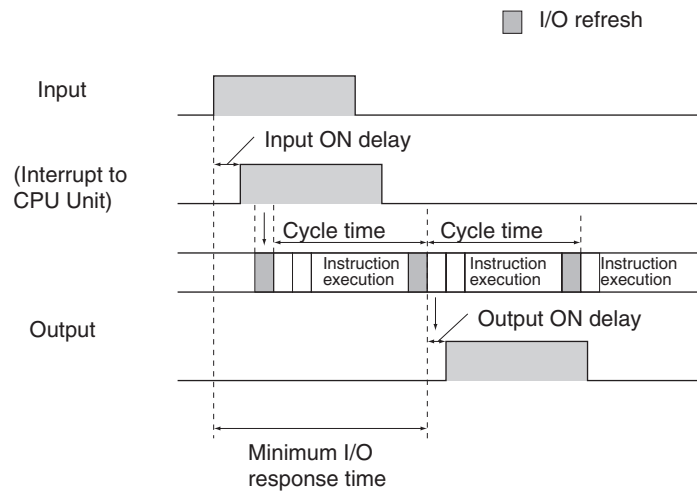 I/O refresh
Input
Input ON delay
(Interrupt to
CPU Unit)
Cycle time Cycle time
Instruction
execution
Instruction
execution
Instruction
execution
Output
Output ON delay
Minimum I/O
response time